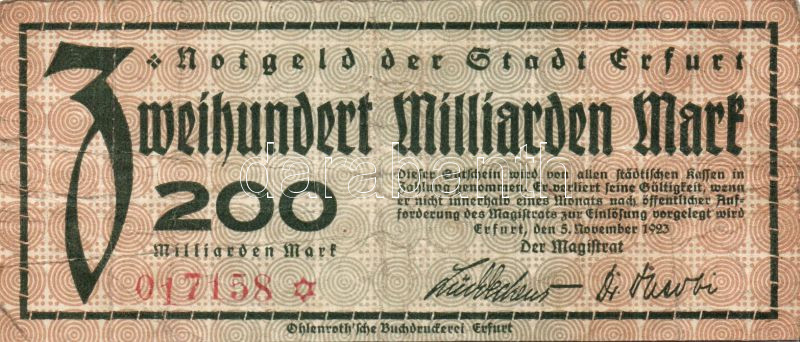 Notgeld der Stadt Erfurt
Zweihundert Milliarden Mark
Dieser Gutschein wird von allen städtischen Kassen in
Zahlung genommen. Er verliert seine Gültigkeit, wenn
er nicht innerhalb eines Monats nach öffentlicher Auf-
forderung des Magistrats zur Einlösung vorgelegt wird
Erfurt, den 5. November 1923
Der Magistrat
200
Milliarden Mark
017158
Ohlenroth'sche Buchdruckerei Erfurt
darabanth